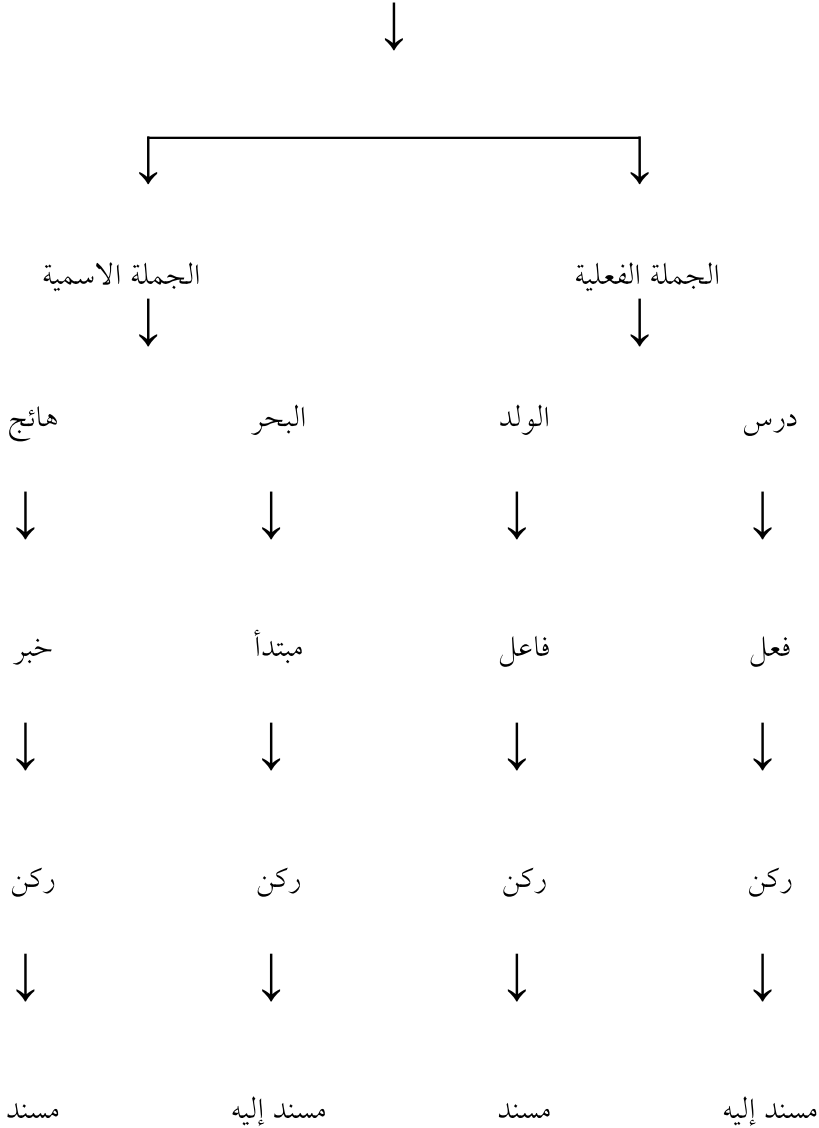 الجملة الفعلية الجملة الاسمية
درس الولد البحر هائج
فعل فاعل مبتدأ خبر
ركن ركن ركن ركن
مسند إليه مسند مسند إليه مسند